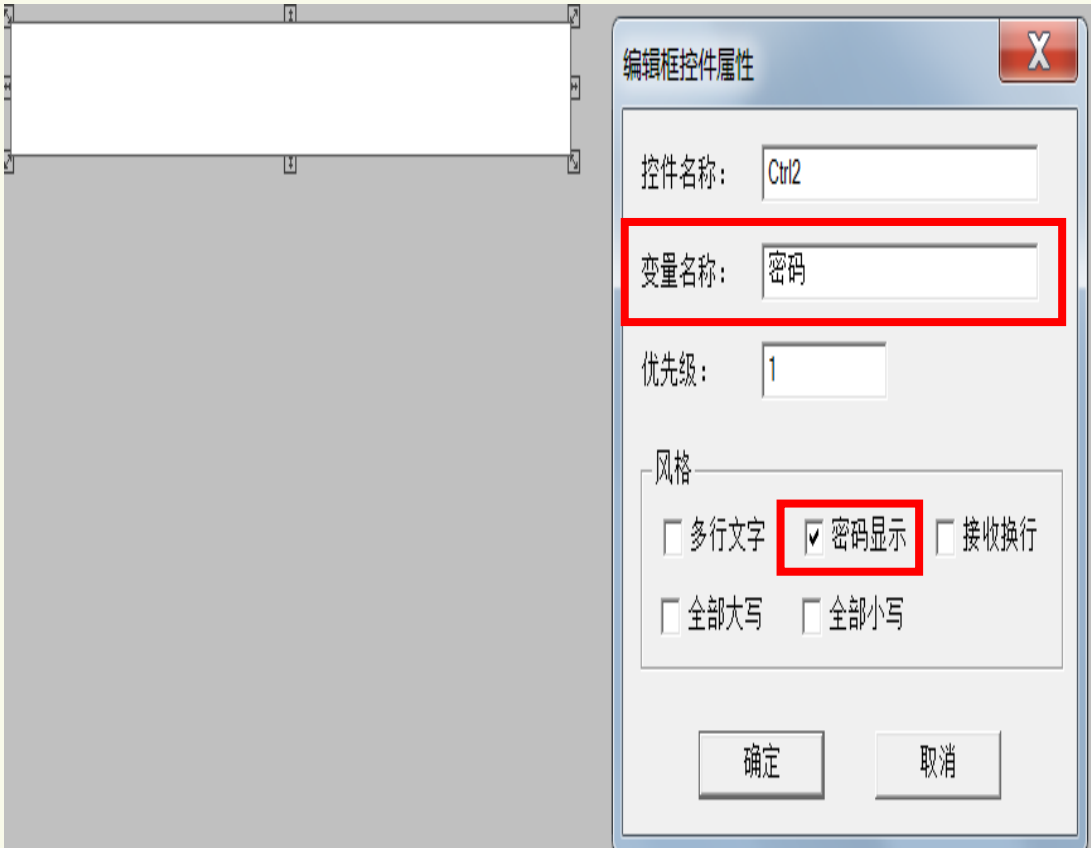 编辑框控件属性
控件名称： Ctrl2
变量名称： 密码
优先级： 1
风格
多行文字 密码显示 接收换行
全部大写 全部小写
确定 取消